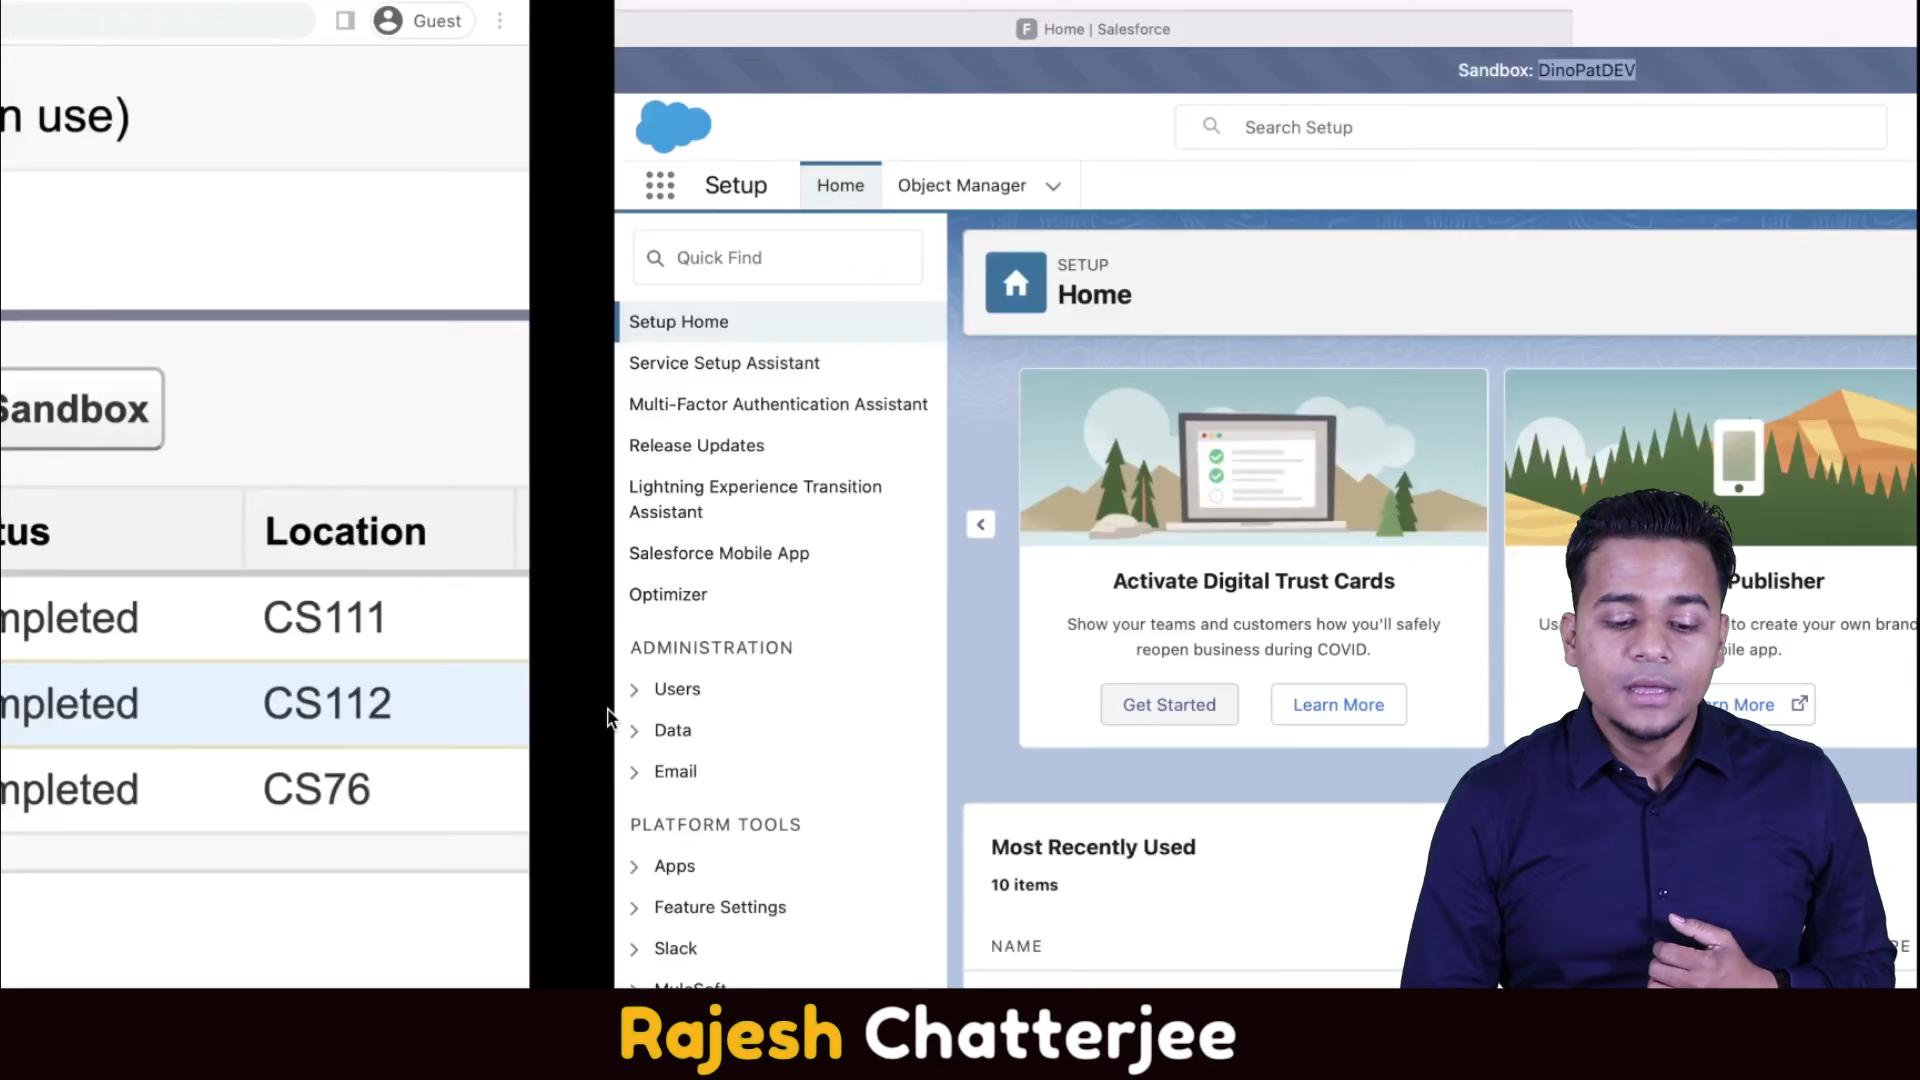 Guest
n use)
Sandbox
tus Location
mpleted CS111
mpleted CS112
mpleted CS76
F Home | Salesforce
Sandbox: DinoPatDEV
Search Setup
Setup Home Object Manager
Quick Find
Setup Home
Service Setup Assistant
Multi-Factor Authentication Assistant
Release Updates
Lightning Experience Transition
Assistant
Salesforce Mobile App
Optimizer
ADMINISTRATION
Users
Data
Email
PLATFORM TOOLS
Apps
Feature Settings
Slack
MuleSoft
SETUP
Home
Activate Digital Trust Cards
Show your teams and customers how you'll safely
reopen business during COVID.
Get Started Learn More
Publisher
Us to create your own brand
bile app.
rn More
Most Recently Used
10 items
NAME
Rajesh Chatterjee